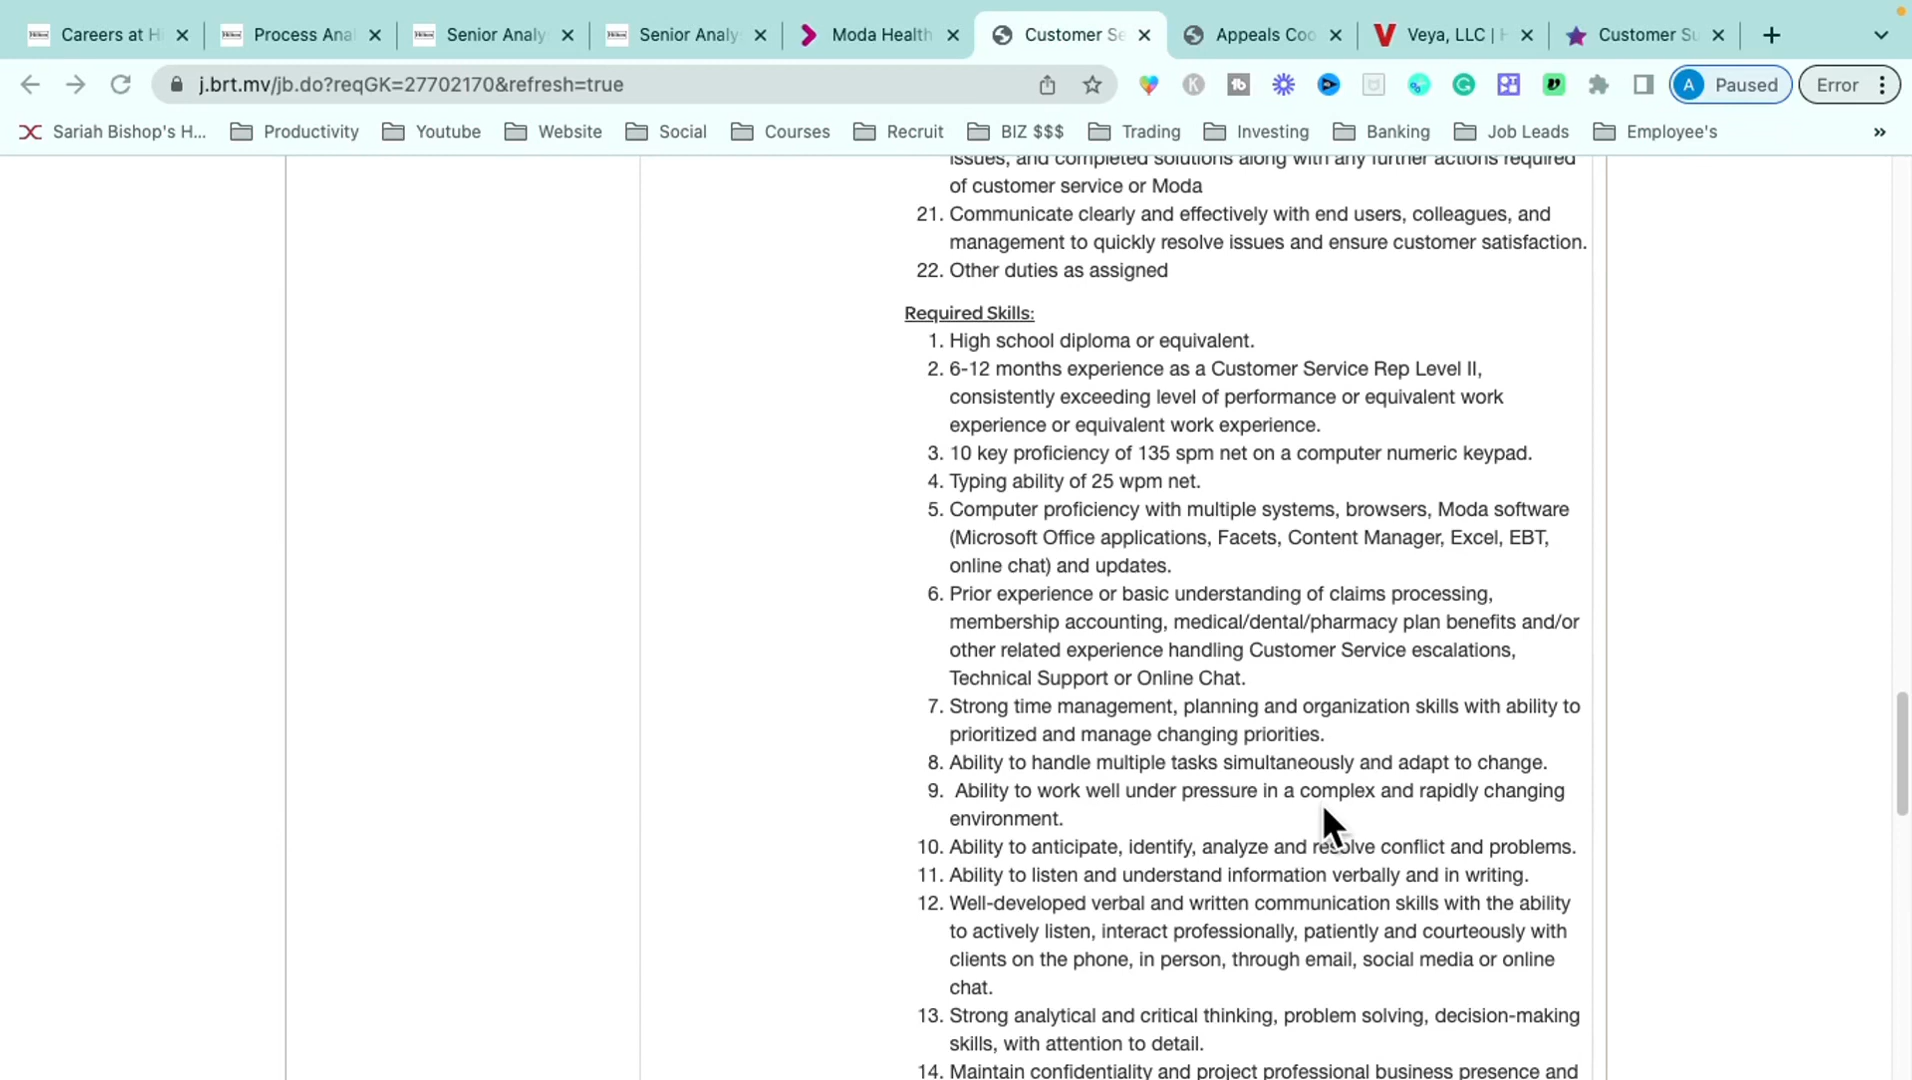 Careers at H
Process Ana
Senior Analy
Senior Analy
Moda Health
Customer Se
Appeals Coo
Veya, LLC | H
Customer Su
j.brt.mv/jb.do?reqGK=27702170&refresh=true
Paused
Error
Sariah Bishop's H...
Productivity
Youtube
Website
Social
Courses
Recruit
BIZ $$$
Trading
Investing
Banking
Job Leads
Employee's
»
issues, and completed solutions along with any further actions required
of customer service or Moda
21. Communicate clearly and effectively with end users, colleagues, and
management to quickly resolve issues and ensure customer satisfaction.
22. Other duties as assigned
Required Skills:
1. High school diploma or equivalent.
2. 6-12 months experience as a Customer Service Rep Level II,
consistently exceeding level of performance or equivalent work
experience or equivalent work experience.
3. 10 key proficiency of 135 spm net on a computer numeric keypad.
4. Typing ability of 25 wpm net.
5. Computer proficiency with multiple systems, browsers, Moda software
(Microsoft Office applications, Facets, Content Manager, Excel, EBT,
online chat) and updates.
6. Prior experience or basic understanding of claims processing,
membership accounting, medical/dental/pharmacy plan benefits and/or
other related experience handling Customer Service escalations,
Technical Support or Online Chat.
7. Strong time management, planning and organization skills with ability to
prioritized and manage changing priorities.
8. Ability to handle multiple tasks simultaneously and adapt to change.
9. Ability to work well under pressure in a complex and rapidly changing
environment.
10. Ability to anticipate, identify, analyze and resolve conflict and problems.
11. Ability to listen and understand information verbally and in writing.
12. Well-developed verbal and written communication skills with the ability
to actively listen, interact professionally, patiently and courteously with
clients on the phone, in person, through email, social media or online
chat.
13. Strong analytical and critical thinking, problem solving, decision-making
skills, with attention to detail.
14. Maintain confidentiality and project professional business presence and